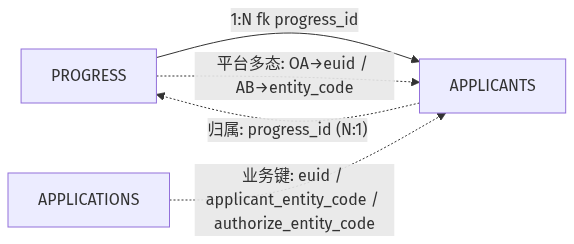 1:N fk progress_id
PROGRESS
平台多态: OA→euid /
AB→entity_code
APPLICANTS
归属: progress_id (N:1)
业务键: euid /
APPLICATIONS
applicant_entity_code /
authorize_entity_code